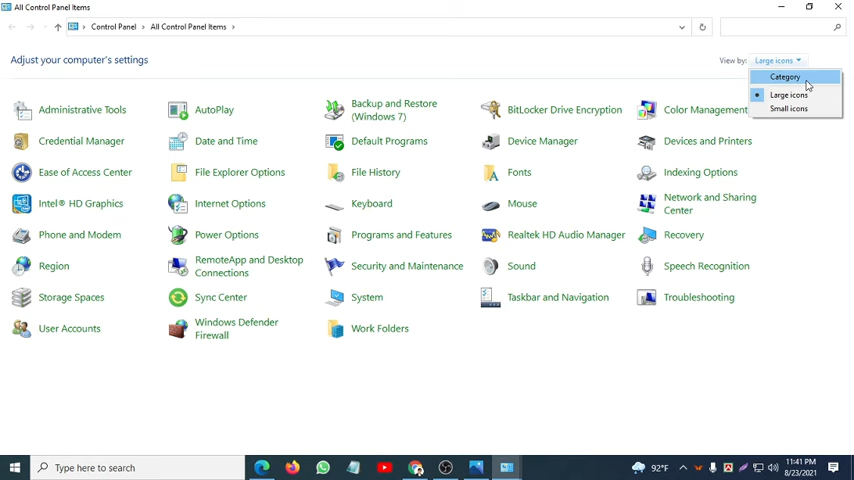 All Control Panel Items
Control Panel > All Control Panel Items >
Adjust your computer's settings
View by: Large icons
Category
Large icons
Small icons
Administrative Tools
AutoPlay
Backup and Restore
(Windows 7)
BitLocker Drive Encryption
Color Management
Credential Manager
Date and Time
Default Programs
Device Manager
Devices and Printers
Ease of Access Center
File Explorer Options
File History
Fonts
Indexing Options
Intel® HD Graphics
Internet Options
Keyboard
Mouse
Network and Sharing
Center
Phone and Modem
Power Options
Programs and Features
Realtek HD Audio Manager
Recovery
Region
RemoteApp and Desktop
Connections
Security and Maintenance
Sound
Speech Recognition
Storage Spaces
Sync Center
System
Taskbar and Navigation
Troubleshooting
User Accounts
Windows Defender
Firewall
Work Folders
Type here to search
92°F
11:41 PM
8/23/2021